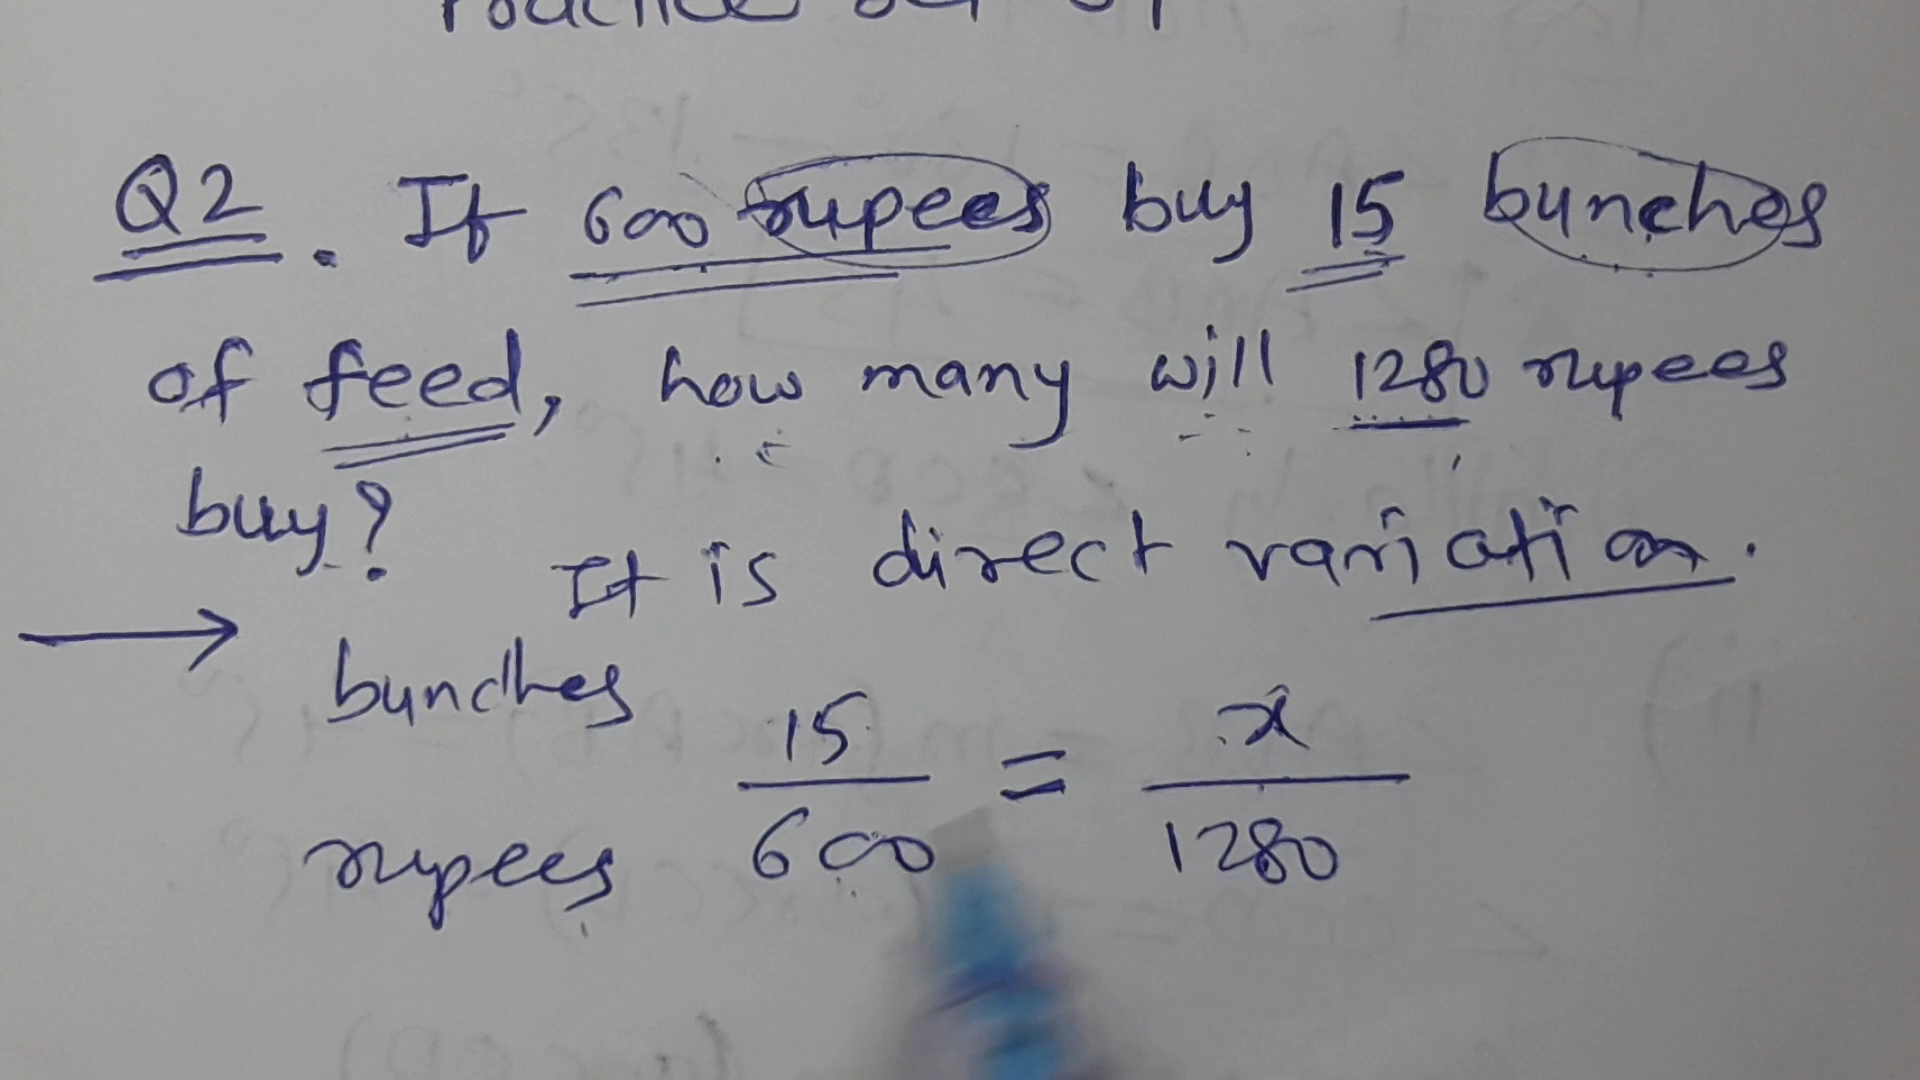 Q2. If 600 rupees buy 15 bunches
of feed, how many will 1280 rupees
buy?
It is direct variation.
bunches 15 = x
rupees 600 1280